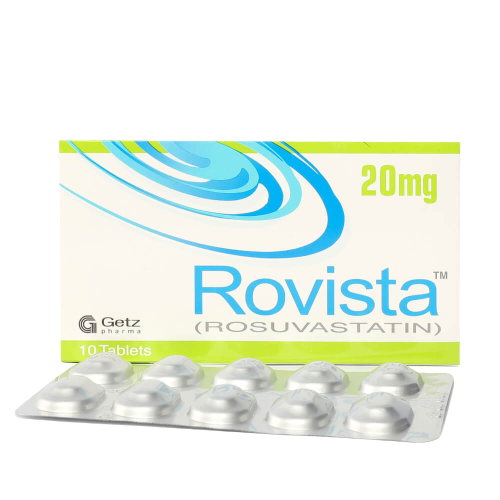 20mg
Rovista™
(ROSUVASTATIN)
Getz
pharma
10 Tablets